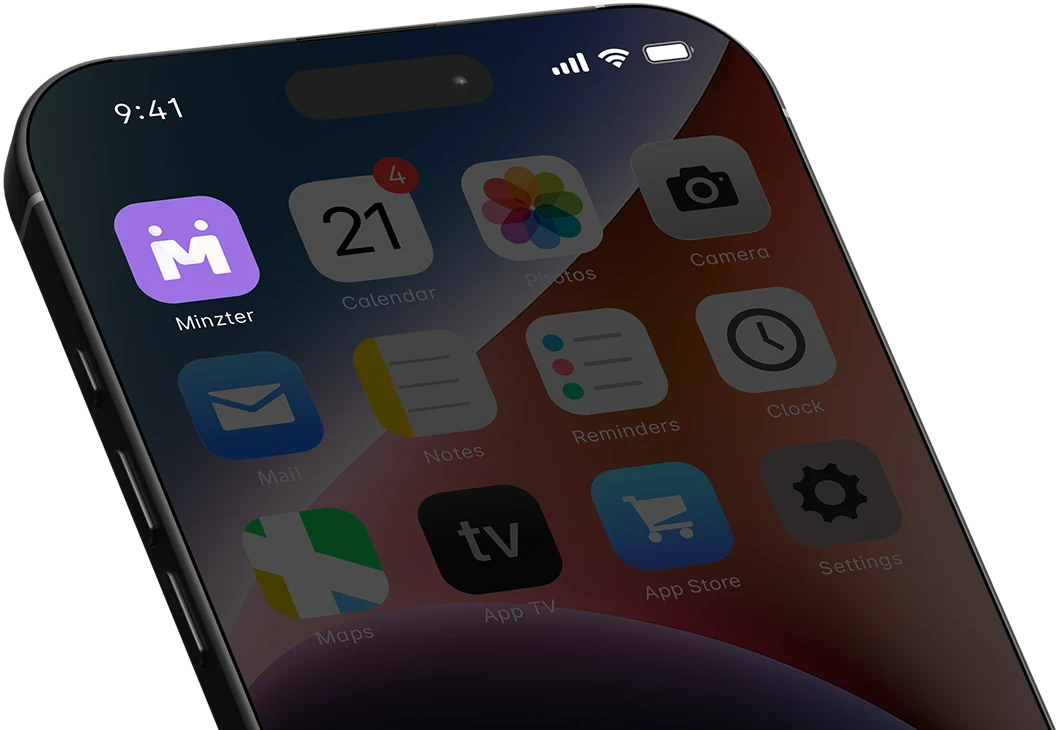 9:41
4
21
Minzter
Calendar
Photos
Camera
Mail
Notes
Reminders
Clock
tv
Maps
App TV
App Store
Settings